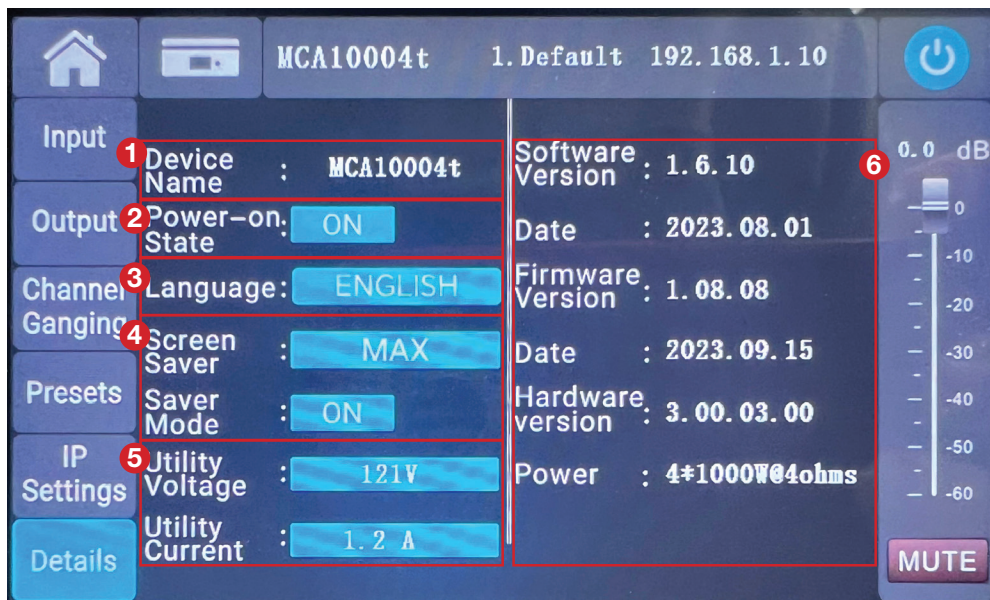 MCA10004t 1.Default 192.168.1.10
Input
Output
Channel
Ganging
Presets
IP
Settings
Details
1
Device
Name : MCA10004t
2
Power-on
State : ON
3
Language: ENGLISH
4
Screen
Saver : MAX
Saver
Mode : ON
5
Utility
Voltage : 121V
Utility
Current : 1.2 A
6
Software
Version : 1.6.10
Date : 2023.08.01
Firmware
Version : 1.08.08
Date : 2023.09.15
Hardware
version : 3.00.03.00
Power : 4*1000W@4ohms
0.0 dB
0
-10
-20
-30
-40
-50
-60
MUTE